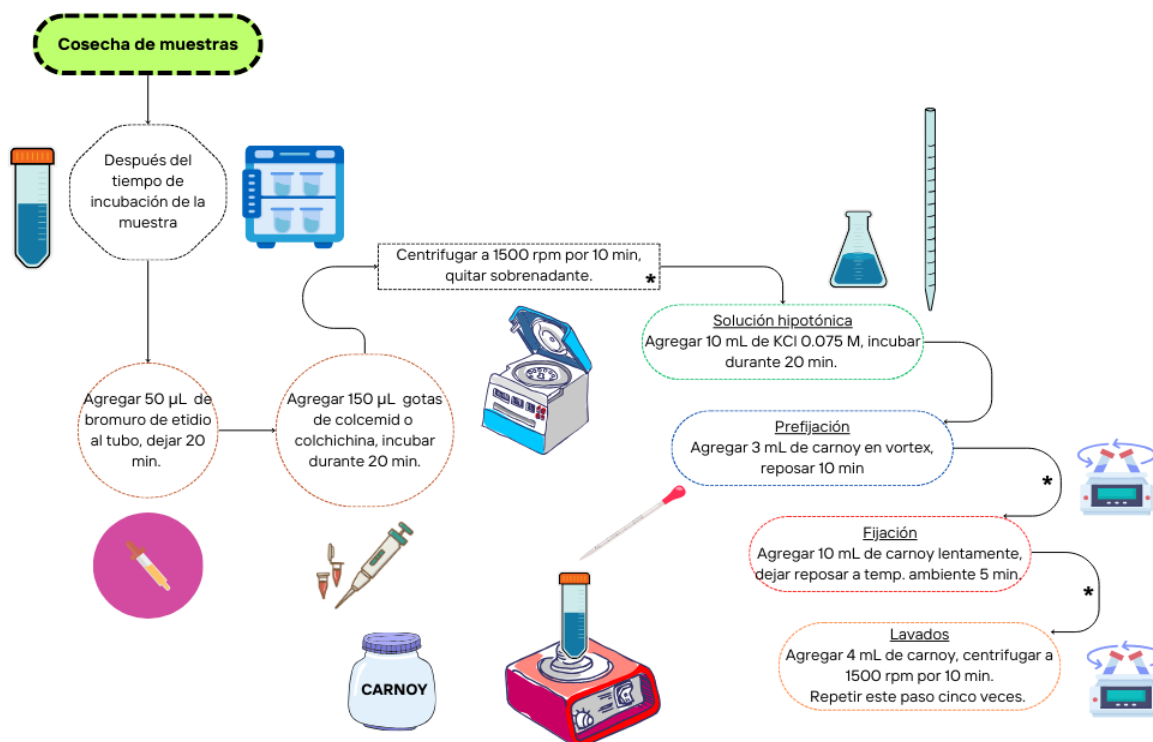 Cosecha de muestras
Después del
tiempo de
incubación de la
muestra
Agregar 50 µL de
bromuro de etidio
al tubo, dejar 20
min.
Agregar 150 µL gotas
de colcemid o
colchichina, incubar
durante 20 min.
Centrifugar a 1500 rpm por 10 min,
quitar sobrenadante.
*
Solución hipotónica
Agregar 10 mL de KCl 0.075 M, incubar
durante 20 min.
Prefijación
Agregar 3 mL de carnoy en vortex,
reposar 10 min
*
Fijación
Agregar 10 mL de carnoy lentamente,
dejar reposar a temp. ambiente 5 min.
*
Lavados
Agregar 4 mL de carnoy, centrifugar a
1500 rpm por 10 min.
Repetir este paso cinco veces.
CARNOY